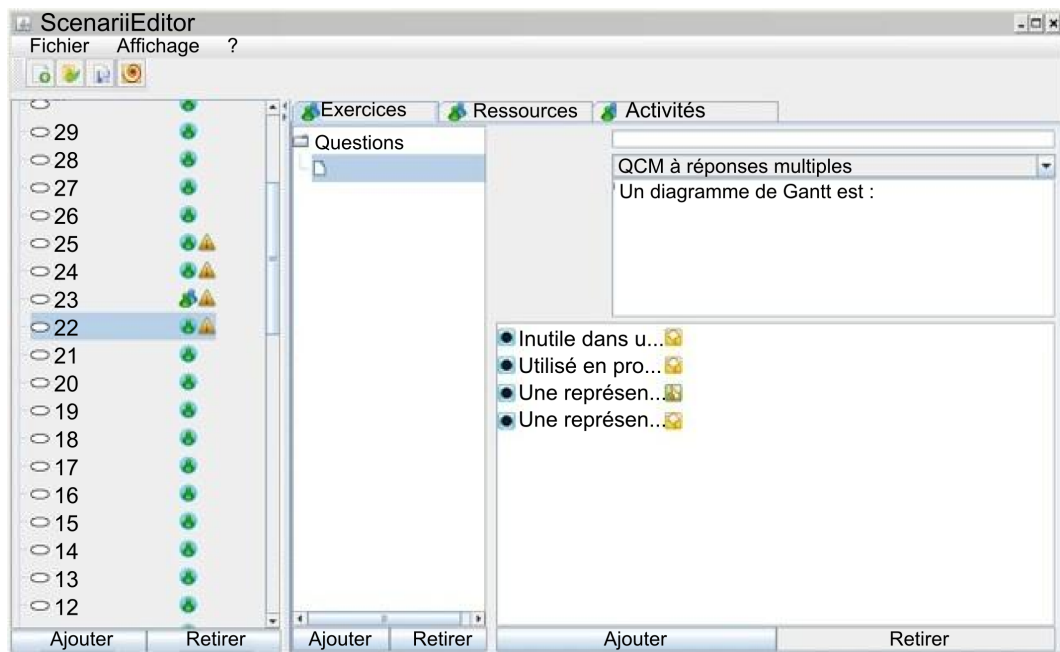 ScenariiEditor
Fichier Affichage ?
29
28
27
26
25
24
23
22
21
20
19
18
17
16
15
14
13
12
Ajouter Retirer
Exercices Ressources Activités
Questions
Ajouter Retirer
QCM à réponses multiples
Un diagramme de Gantt est :
Inutile dans u...
Utilisé en pro...
Une représen...
Une représen...
Ajouter Retirer